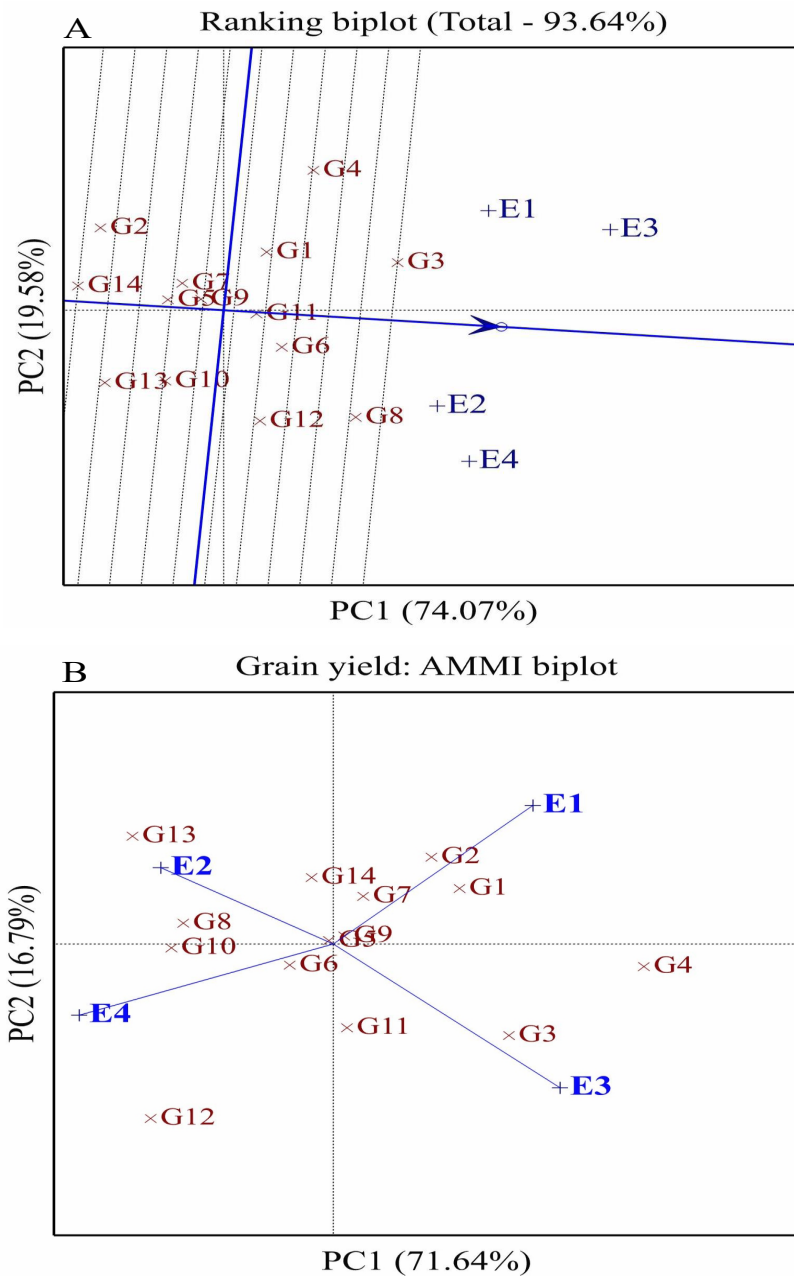 A
Ranking biplot (Total - 93.64%)
G4
+E1
+E3
G2
G1
G3
G14
G7
G5
G9
G11
G6
G13
G10
+E2
G12
G8
+E4
PC2 (19.58%)
PC1 (74.07%)
B
Grain yield: AMMI biplot
E1
G13
G2
E2
G14
G1
G7
G8
G9
G5
G10
G6
G4
E4
G11
G3
E3
G12
PC2 (16.79%)
PC1 (71.64%)